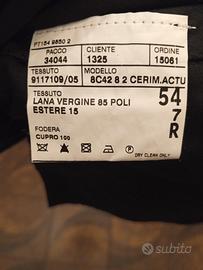 PT154 9850 2
PACCO CLIENTE ORDINE
34044 1325 15061
TESSUTO MODELLO
9117109/05 8C42 8 2 CERIM.ACTU
TESSUTO
LANA VERGINE 85 POLI
ESTERE 15
54
7
R
FODERA
CUPRO 100
DRY CLEAN ONLY
subito